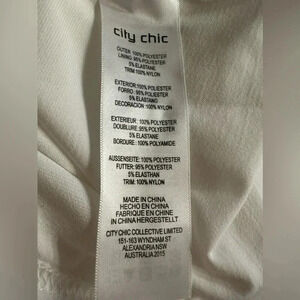 city chic
OUTER: 100% POLYESTER
LINING: 95% POLYESTER
5% ELASTANE
TRIM: 100% NYLON
EXTERIOR: 100% POLIESTER
FORRO: 95% POLIESTER
5% ELASTANO
DECORACION: 100% NYLON
EXTERIEUR: 100% POLYESTER
DOUBLURE: 95% POLYESTER
5% ELASTANE
BORDURE: 100% POLYAMIDE
AUSSENSEITE: 100% POLYESTER
FUTTER: 95% POLYESTER
5% ELASTHAN
TRIM: 100% NYLON
MADE IN CHINA
HECHO EN CHINA
FABRIQUE EN CHINE
IN CHINA HERGESTELLT
CITY CHIC COLLECTIVE LIMITED
151-163 WYNDHAM ST
ALEXANDRIA NSW
AUSTRALIA 2015